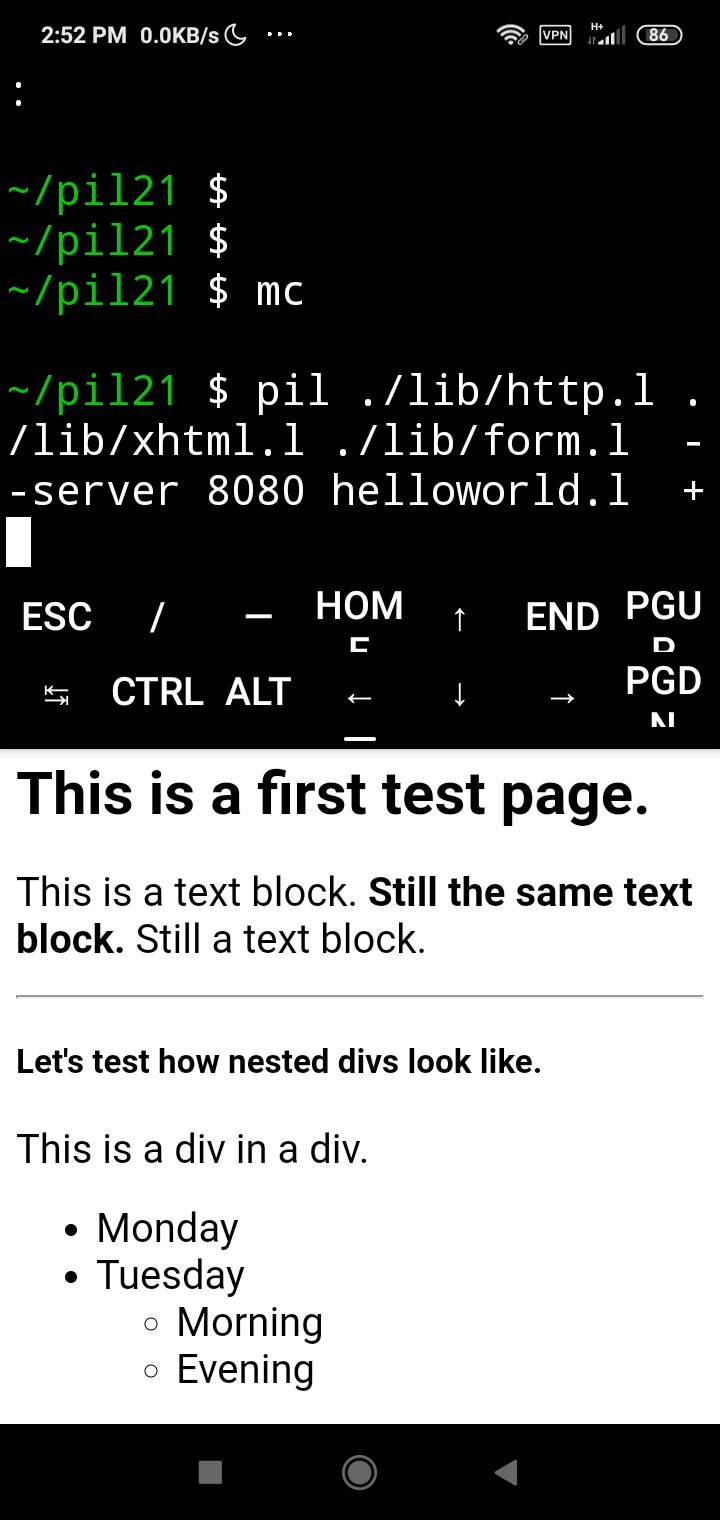 2:52 PM 0.0KB/s ... VPN H+ 86
:
~/pil21 $
~/pil21 $
~/pil21 $ mc
~/pil21 $ pil ./lib/http.l .
/lib/xhtml.l ./lib/form.l  -
-server 8080 helloworld.l  +
ESC / — HOME ↑ END PGUP
↹ CTRL ALT ← ↓ → PGDN
This is a first test page.
This is a text block. Still the same text
block. Still a text block.
Let's test how nested divs look like.
This is a div in a div.
• Monday
• Tuesday
○ Morning
○ Evening